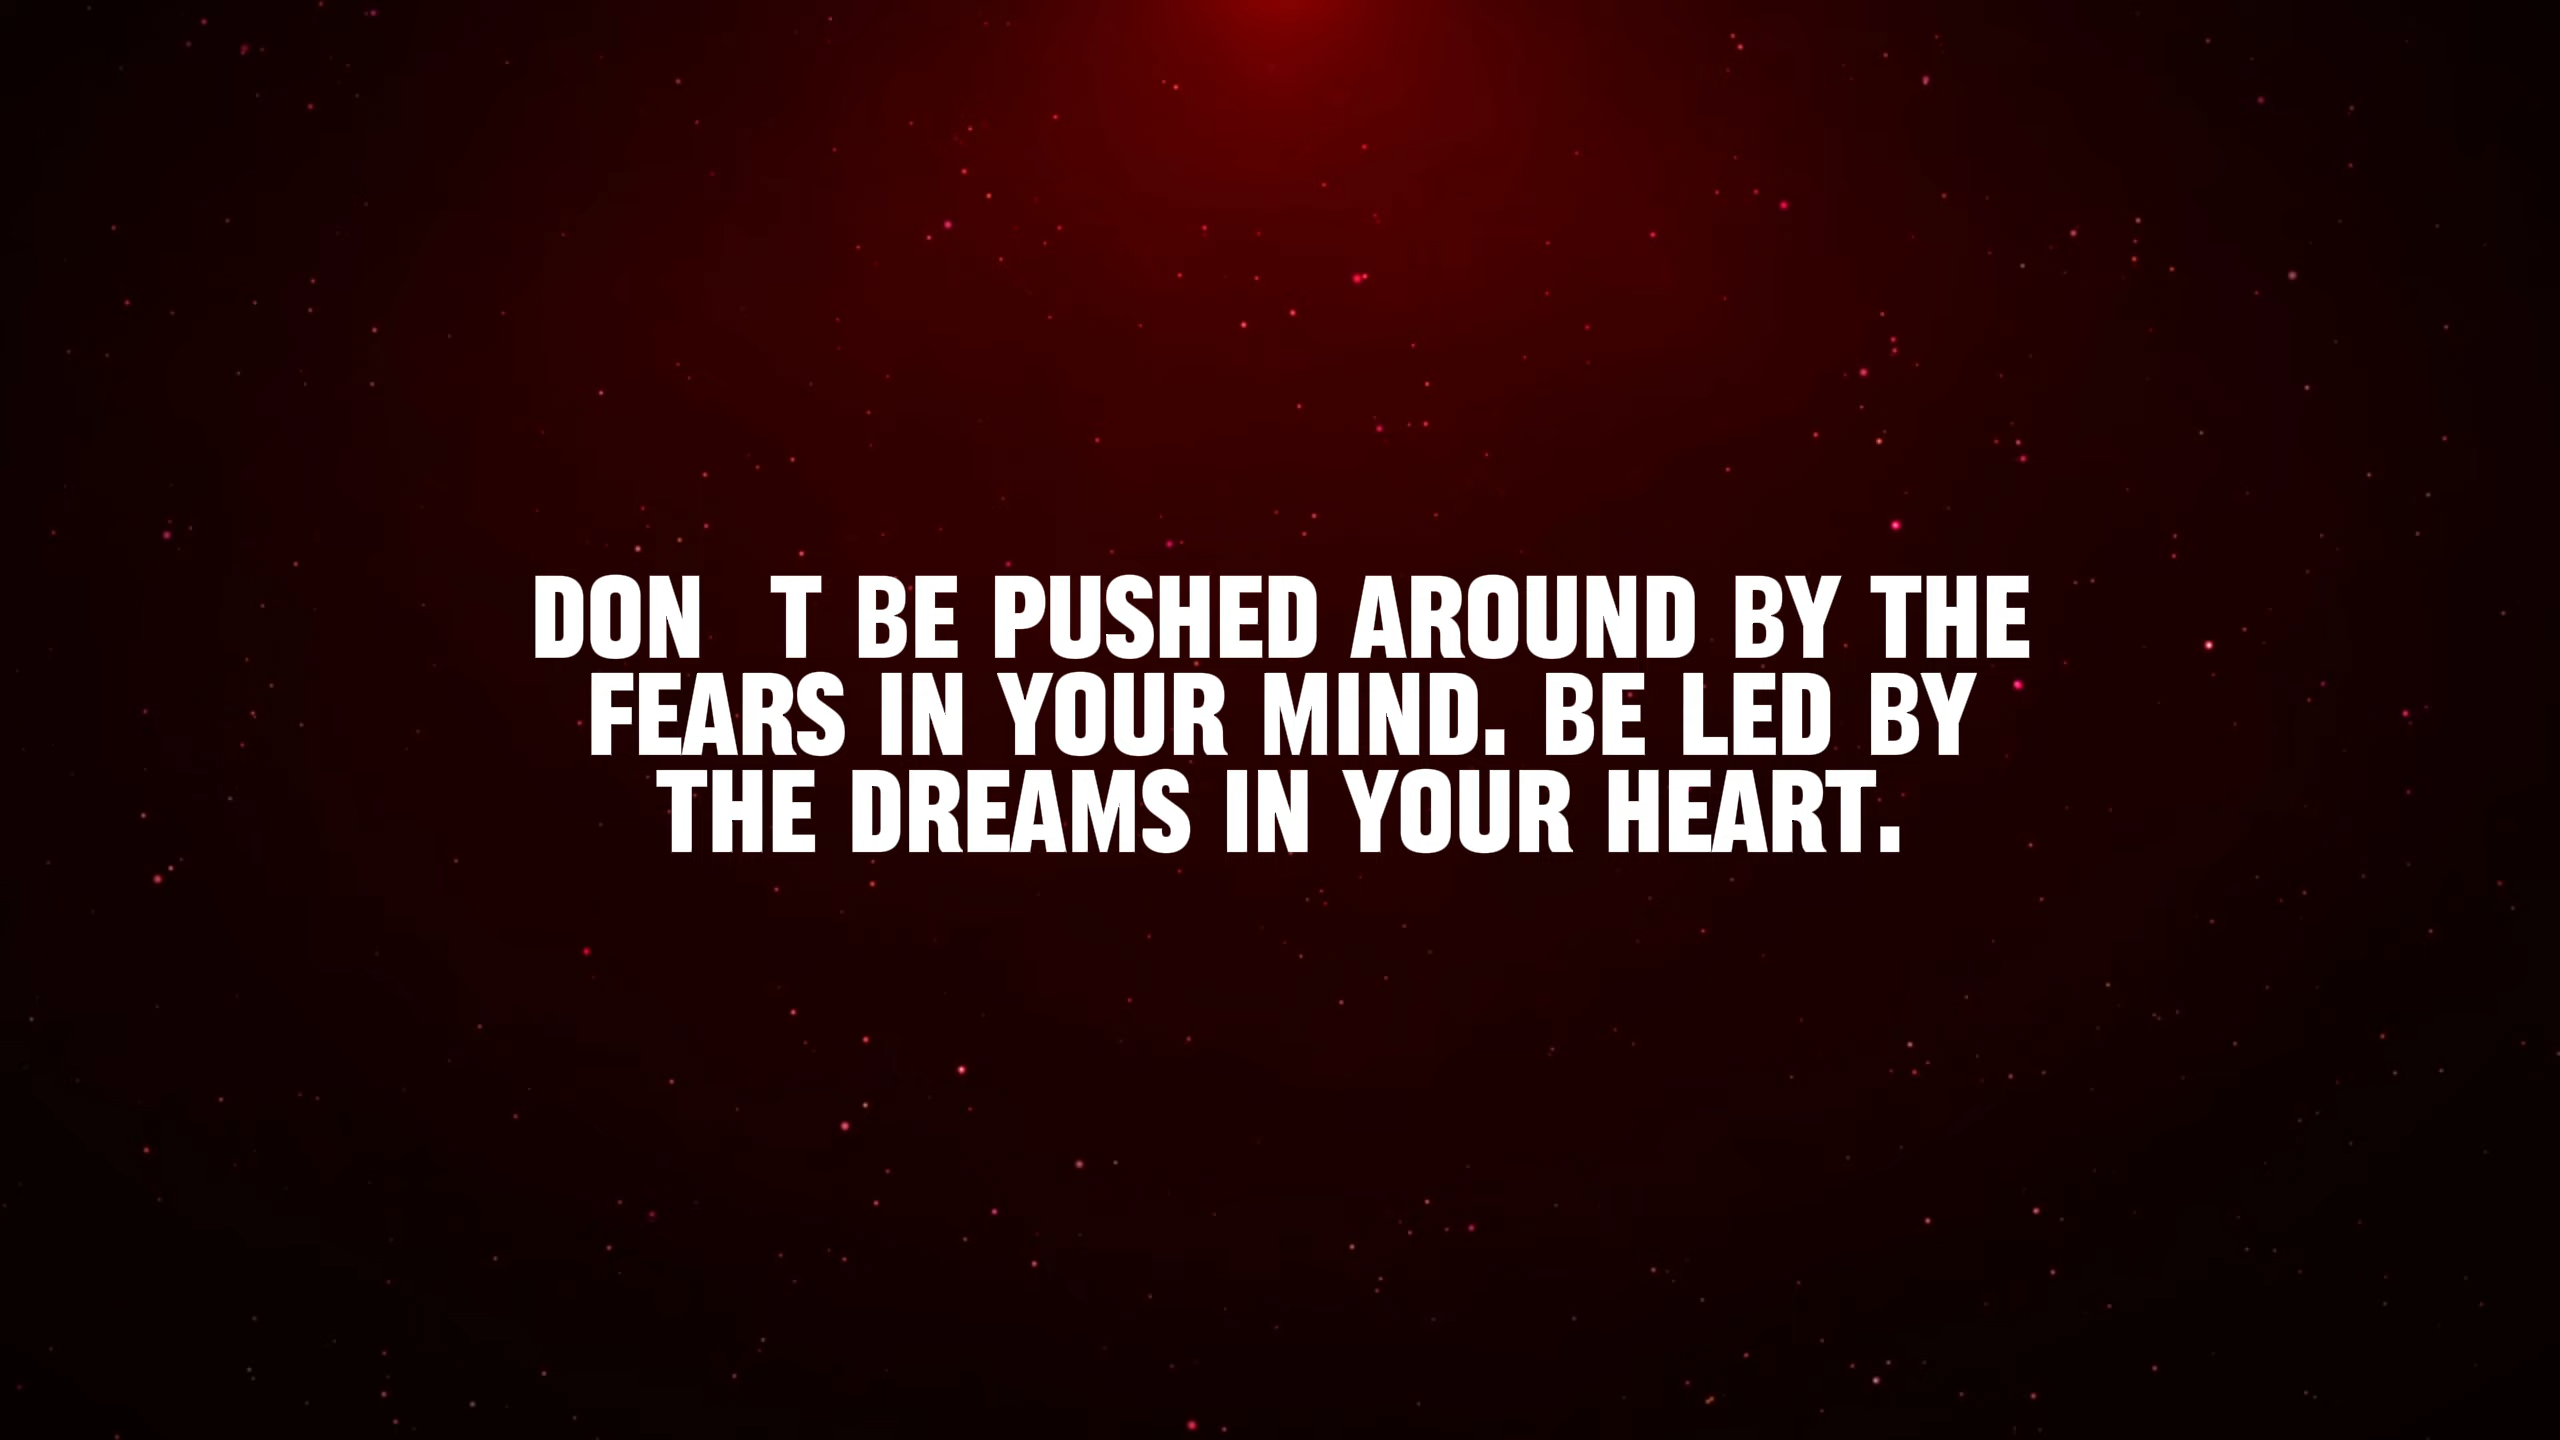 DON  T BE PUSHED AROUND BY THE
FEARS IN YOUR MIND. BE LED BY
THE DREAMS IN YOUR HEART.